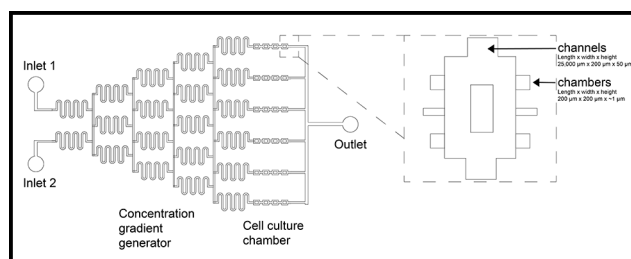 Inlet 1
Inlet 2
Concentration
gradient
generator
Cell culture
chamber
Outlet
channels
Length x width x height
25,000 µm x 200 µm x 50 µm
chambers
Length x width x height
200 µm x 200 µm x ~1 µm